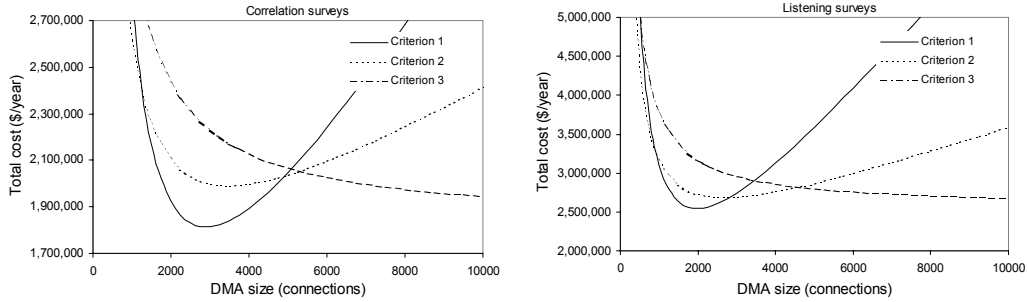 Correlation surveys
2,700,000
2,500,000
2,300,000
2,100,000
1,900,000
1,700,000
Total cost ($/year)
Criterion 1
Criterion 2
Criterion 3
0 2000 4000 6000 8000 10000
DMA size (connections)
Listening surveys
5,000,000
4,500,000
4,000,000
3,500,000
3,000,000
2,500,000
2,000,000
Total cost ($/year)
Criterion 1
Criterion 2
Criterion 3
0 2000 4000 6000 8000 10000
DMA size (connections)